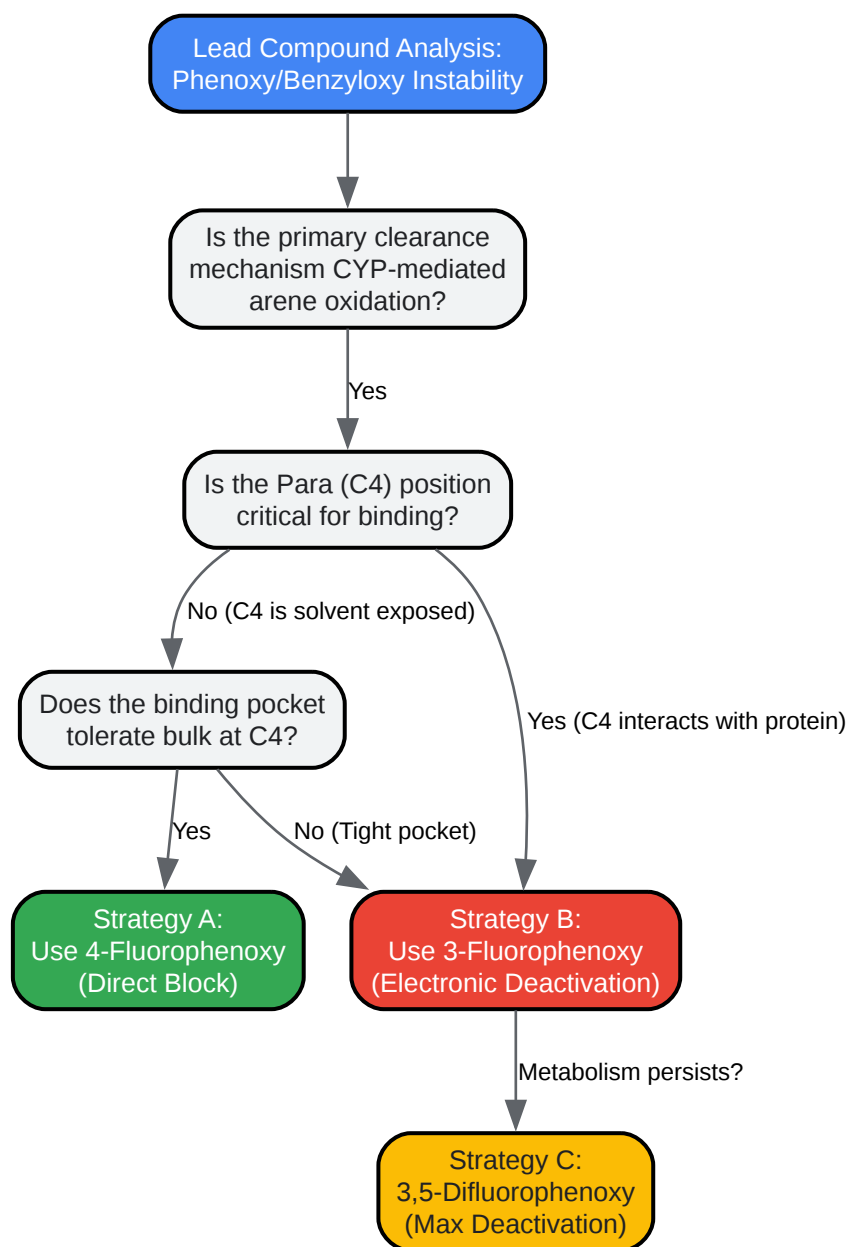 Lead Compound Analysis:
Phenoxy/Benzyloxy Instability
Is the primary clearance
mechanism CYP-mediated
arene oxidation?
Yes
Is the Para (C4) position
critical for binding?
No (C4 is solvent exposed)
Does the binding pocket
tolerate bulk at C4?
Yes (C4 interacts with protein)
Yes
No (Tight pocket)
Strategy A:
Use 4-Fluorophenoxy
(Direct Block)
Strategy B:
Use 3-Fluorophenoxy
(Electronic Deactivation)
Metabolism persists?
Strategy C:
3,5-Difluorophenoxy
(Max Deactivation)